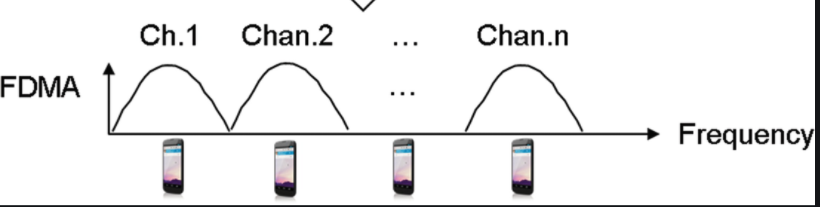 Ch.1 Chan.2 ... Chan.n
FDMA ...
Frequency